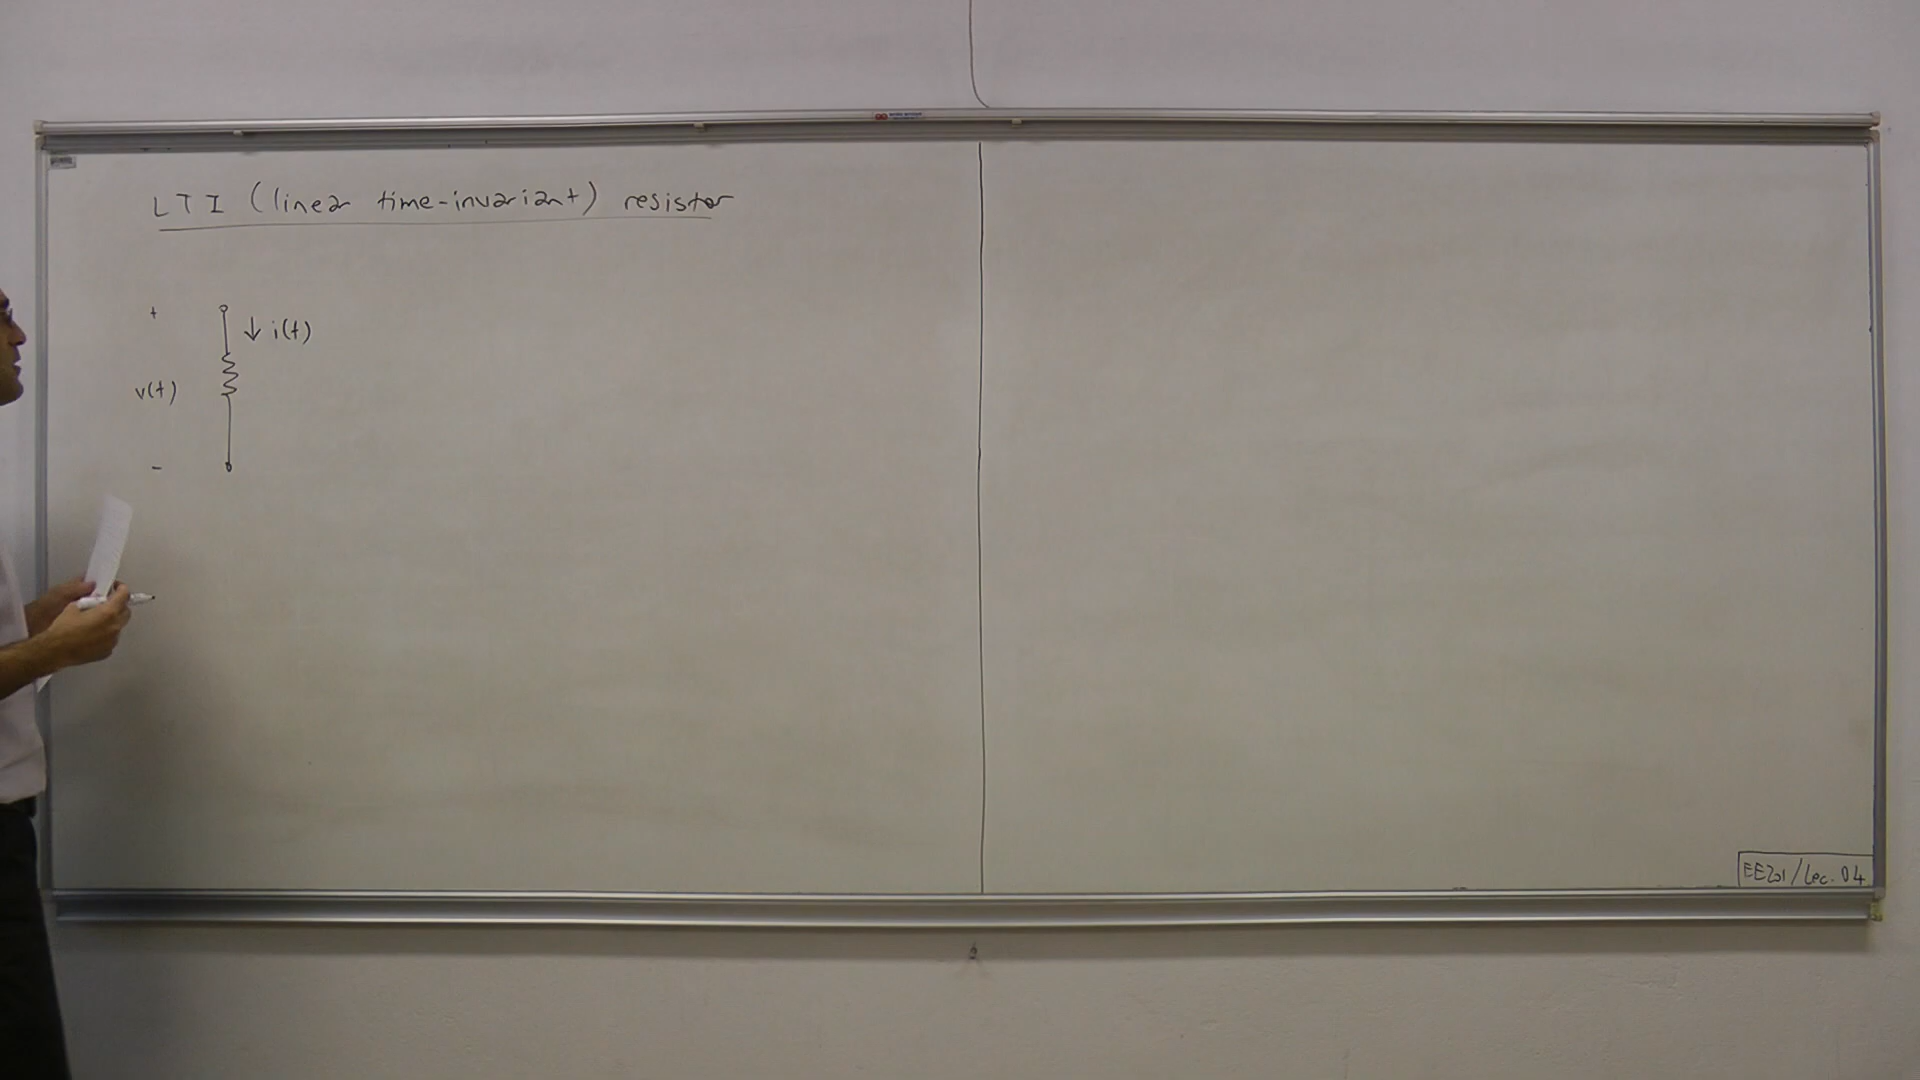 LTI (linear time-invariant) resistor
+
i(t)
v(t)
-
EE201/Lec. 04